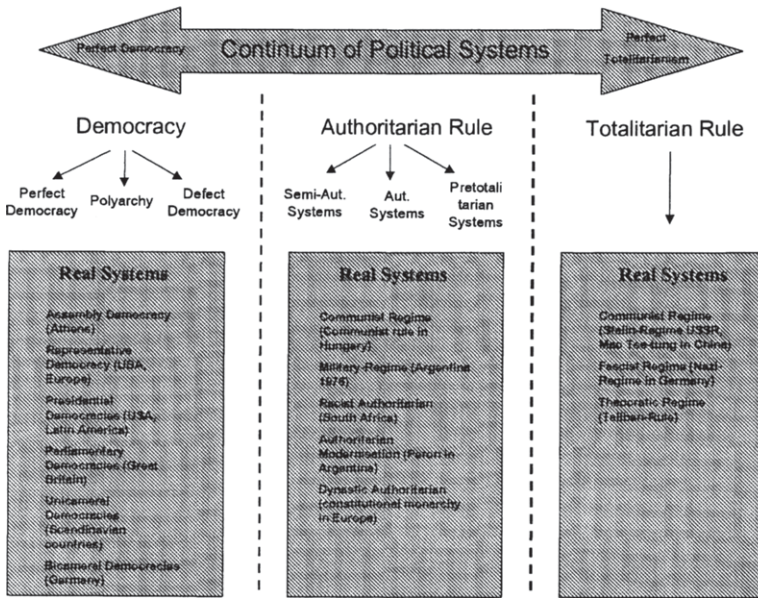 Perfect Democracy
Continuum of Political Systems
Perfect
Totalitarianism
Democracy
Perfect
Democracy
Polyarchy
Defect
Democracy
Real Systems
Assembly Democracy
(Athens)
Representative
Democracy (USA,
Europe)
Presidential
Democracies (USA,
Latin America)
Parliamentary
Democracies (Great
Britain)
Unicameral
Democracies
(Scandinavian
countries)
Bicameral Democracies
(Germany)
Authoritarian Rule
Semi-Aut.
Systems
Aut.
Systems
Pretotali
tarian
Systems
Real Systems
Communist Regime
(Communist rule in
Hungary)
Military-Regime (Argentina
1976)
Racist Authoritarian
(South Africa)
Authoritarian
Modernisation (Peron in
Argentina)
Dynastic Authoritarian
(constitutional monarchy
in Europe)
Totalitarian Rule
Real Systems
Communist Regime
(Stalin-Regime USSR,
Mao Tse-tung in China)
Fascist Regime (Nazi-
Regime in Germany)
Theocratic Regime
(Taliban-Rule)